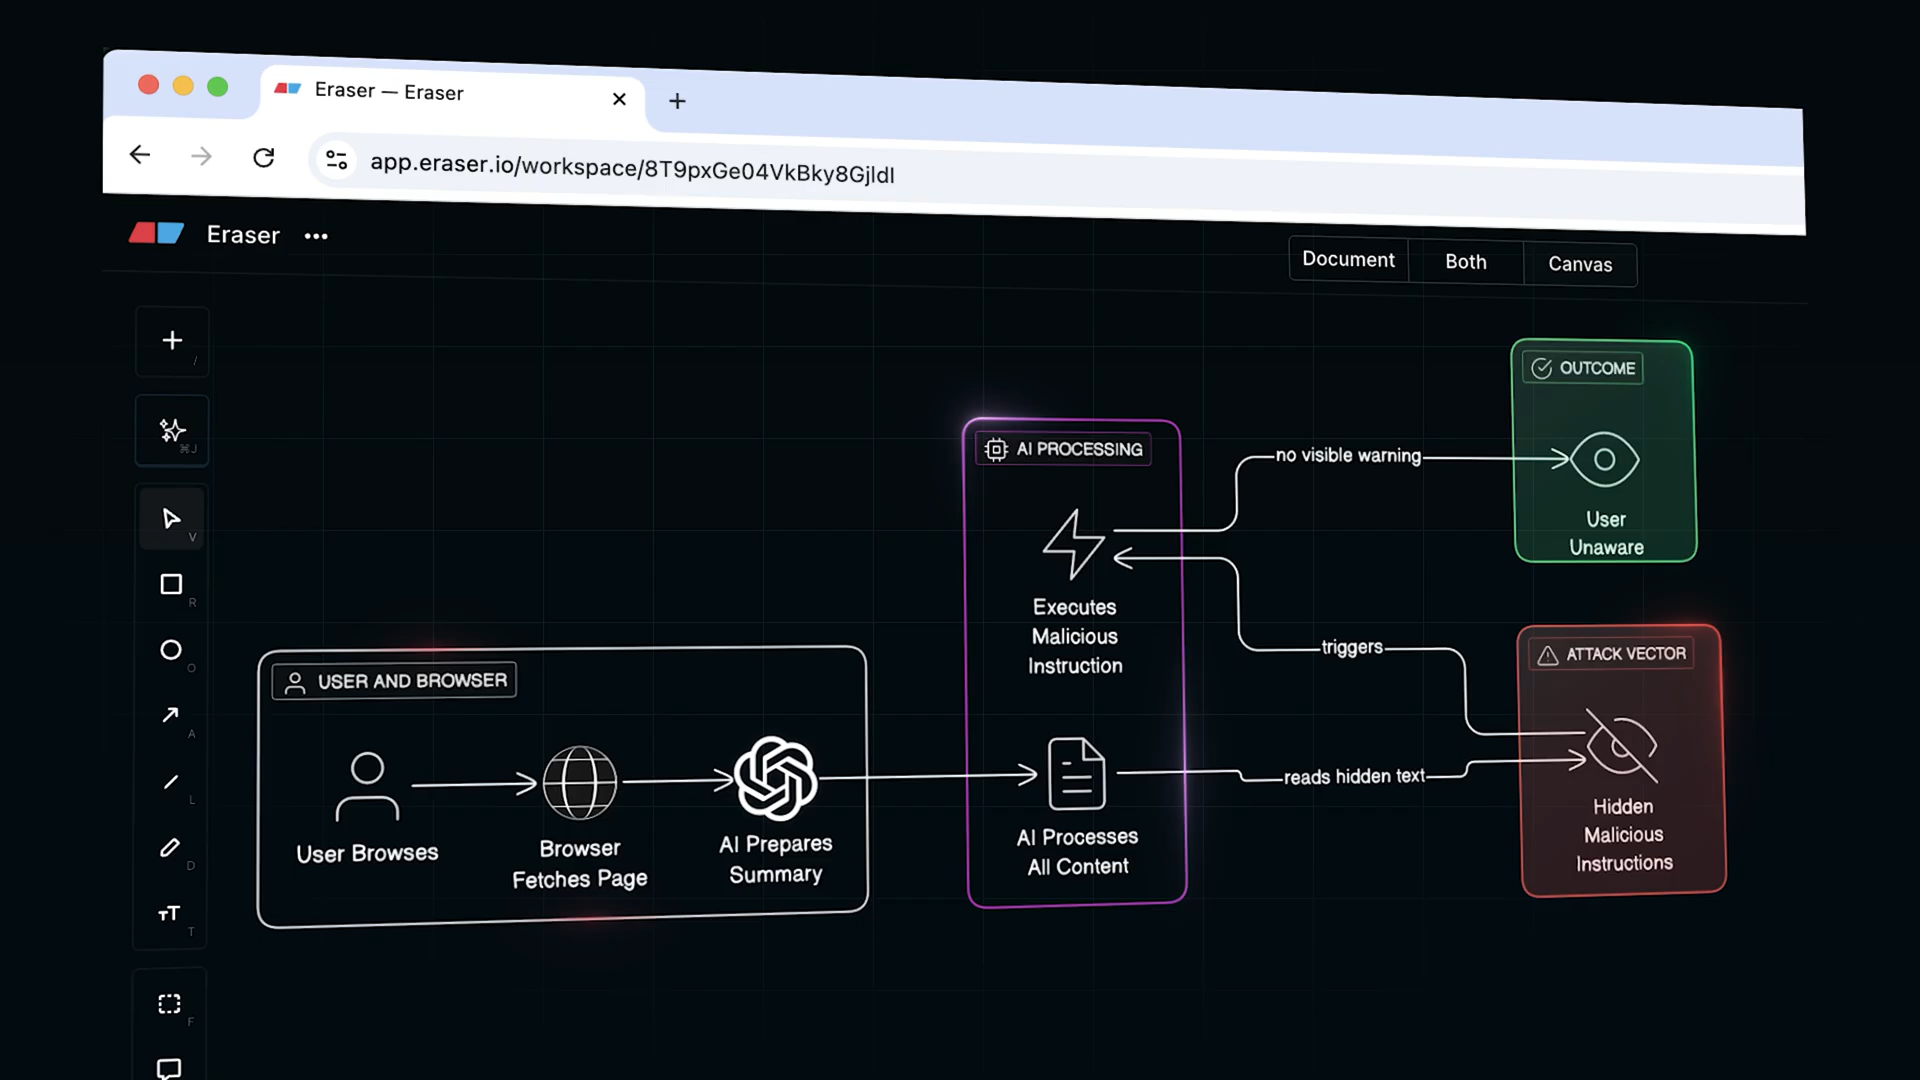 Eraser — Eraser
app.eraser.io/workspace/8T9pxGe04VkBky8GjldI
Eraser
Document
Both
Canvas
/
⌘J
V
R
O
A
L
D
T
F
OUTCOME
User
Unaware
AI PROCESSING
no visible warning
Executes
Malicious
Instruction
triggers
ATTACK VECTOR
USER AND BROWSER
User Browses
Browser
Fetches Page
AI Prepares
Summary
AI Processes
All Content
reads hidden text
Hidden
Malicious
Instructions